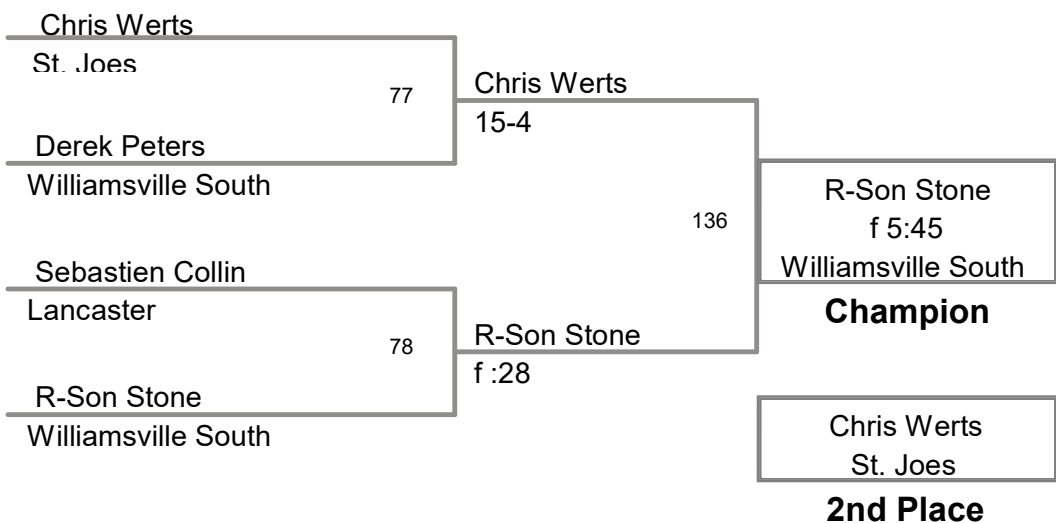 Chris Werts
St. Joes
77
Chris Werts
15-4
Derek Peters
Williamsville South
R-Son Stone
f 5:45
Williamsville South
Champion
136
Sebastien Collin
Lancaster
78
R-Son Stone
f :28
R-Son Stone
Williamsville South
Chris Werts
St. Joes
2nd Place